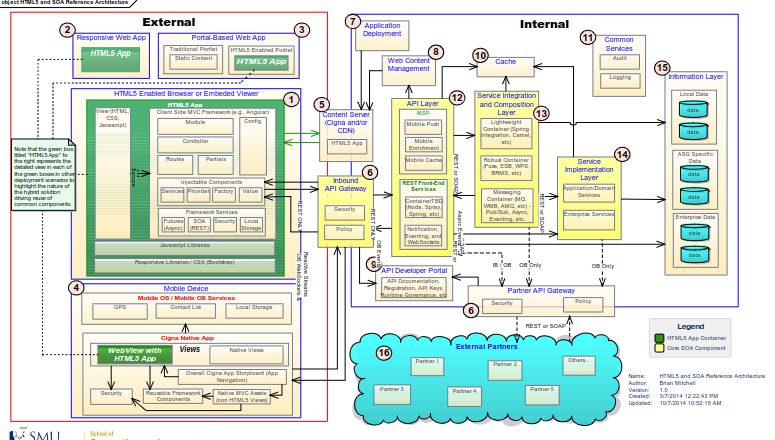 object HTML5 and SOA Reference Architecture
External
Internal
2
Responsive Web App
HTML5 App
Portal-Based Web App
3
Traditional Portlet
Static Content
HTML5 Enabled Portlet
HTML5 App
7
Application
Deployment
8
Web Content
Management
10
Cache
11
Common
Services
Audit
Logging
15
Information Layer
Local Data
data
data
ASG Specific
Data
data
data
Enterprise Data
data
data
HTML5 Enabled Browser or Embeded Viewer
1
HTML5 App
View (HTML,
CSS,
Javascript)
Client Side MVC Framework (e.g., Angular)
Module
Config
Controller
Routes
Partials
Injectable Components
Services
Provider
Factory
Value
Framework Services
Futures
(Async)
SOA
(REST)
Security
Local
Storage
Javascript Libraries
Responsive Libraries / CSS (Bootstrap)
Note that the green box
titled "HTML5 App" to
the right represents the
detailed view in each of
the green boxes in other
deployment scenarios to
highlight the nature of
the hybrid solution
driving reuse of
common components.
5
Content Server
(Cigna and/or
CDN)
HTML5 App
6
Inbound
API Gateway
Security
Policy
REST ONLY
REST ONLY
12
API Layer
MSP
Mobile Push
Mobile
Enrichment
Mobile Cache
REST Front-End
Services
Container/TBD
(Node, Spray,
Spring, etc)
Notification,
Eventing, and
WebSockets
REST or SOAP
13
Service Integration
and Composition
Layer
Lightweight
Container (Spring
Integration, Camel,
etc)
Robust Container
(Fuse, ESB, WPS,
BRMS, etc)
Messaging
Container (MQ,
WMB, AMQ, etc) -
Pub/Sub, Async,
Eventing, etc.
REST or SOAP
14
Service
Implementation
Layer
Application/Domain
Services
Enterprise Services
9
API Developer Portal
API Documentation,
Registration, API Keys,
Runtime Governance, etc
IB / OB
OB Only
OB Only
Partner API Gateway
6
Security
Policy
REST or SOAP
4
Mobile Device
Mobile OS / Mobile OS Services
GPS
Contact List
Local Storage
Cigna Native App
WebView with
HTML5 App
Views
Native Views
Overall Cigna App Storyboard (App
Navigation)
Security
Reusable Framework
Components
Native MVC Assets
(non HTML5 Views)
16
External Partners
Partner 1
Partner 2
Others...
Partner 3
Partner 4
Partner 5
Legend
HTML5 App Container
Core SOA Component
Name: HTML5 and SOA Reference Architecture
Author: Brian Mitchell
Version: 1.0
Created: 3/7/2014 12:22:43 PM
Updated: 10/7/2014 10:52:15 AM
SMU
School of